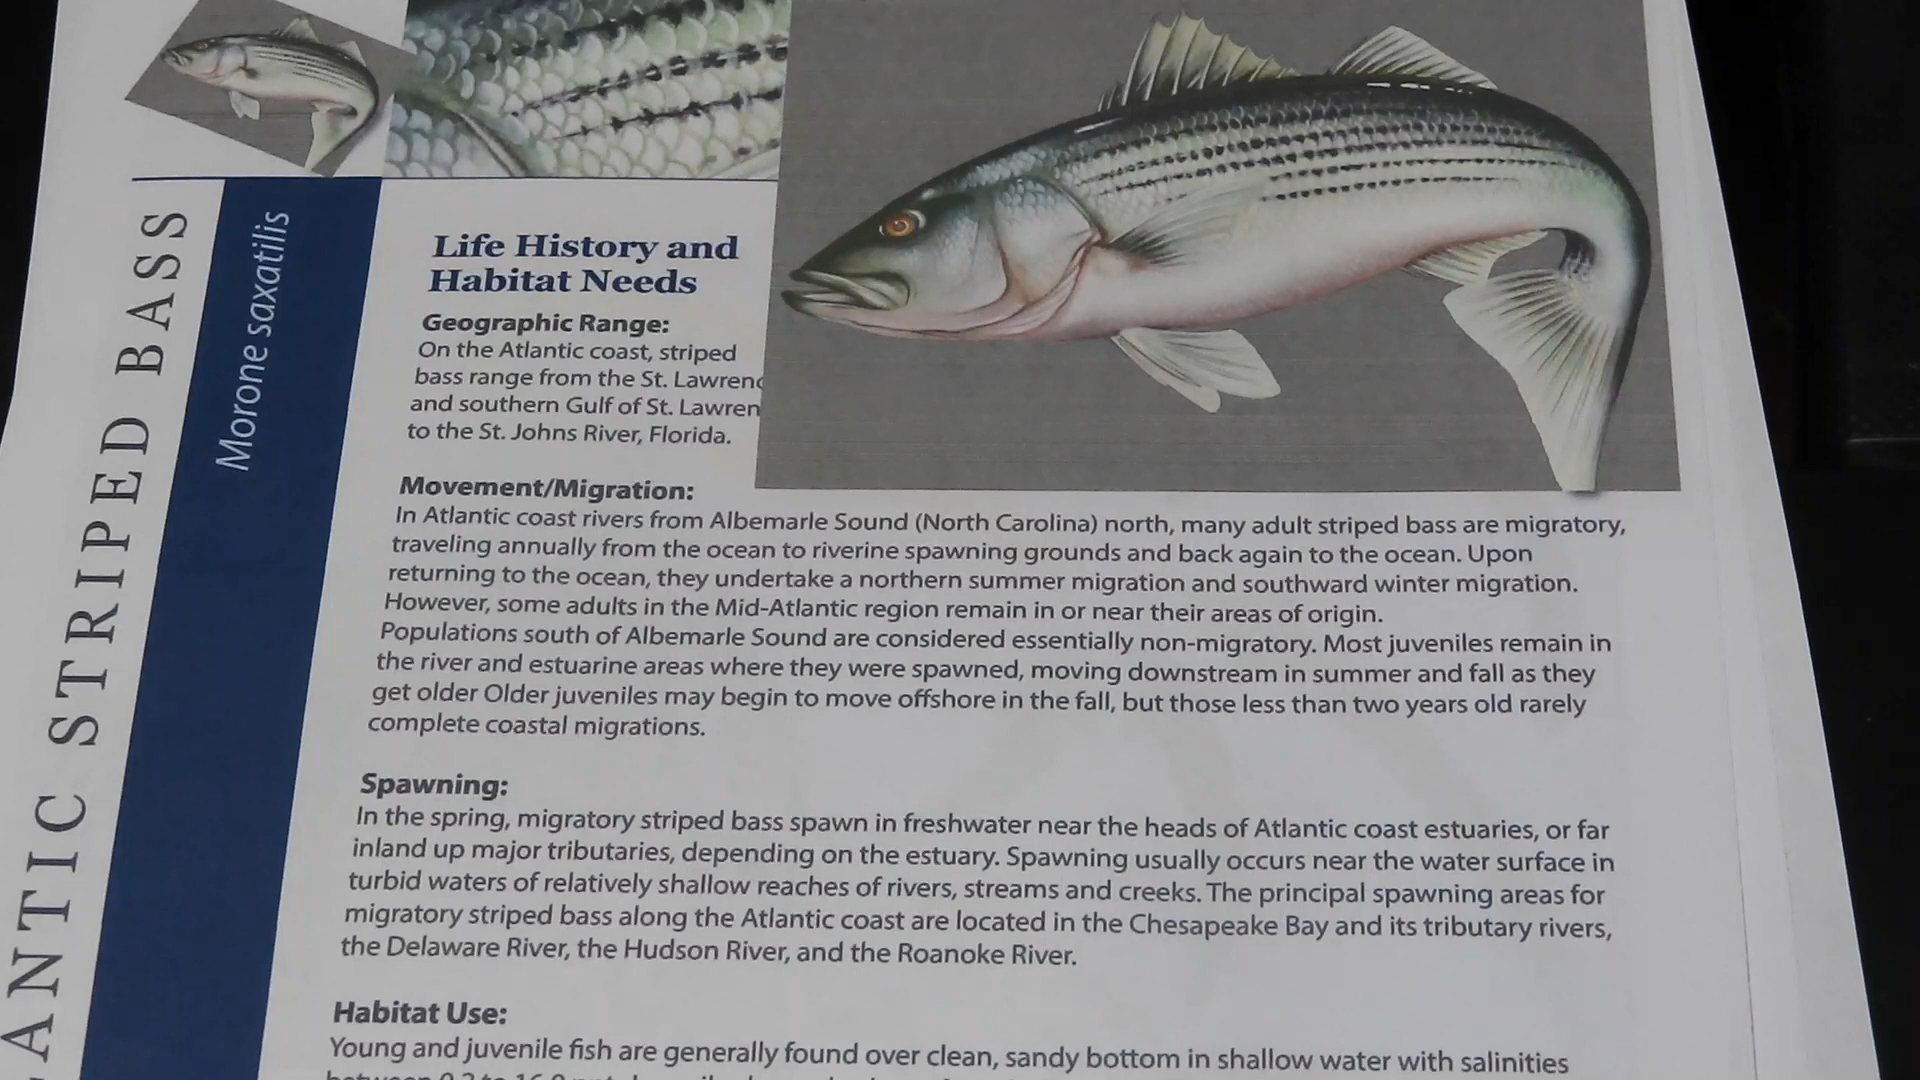 ANTIC STRIPED BASS
Morone saxatilis
Life History and
Habitat Needs
Geographic Range:
On the Atlantic coast, striped
bass range from the St. Lawrenc
and southern Gulf of St. Lawren
to the St. Johns River, Florida.
Movement/Migration:
In Atlantic coast rivers from Albemarle Sound (North Carolina) north, many adult striped bass are migratory,
traveling annually from the ocean to riverine spawning grounds and back again to the ocean. Upon
returning to the ocean, they undertake a northern summer migration and southward winter migration.
However, some adults in the Mid-Atlantic region remain in or near their areas of origin.
Populations south of Albemarle Sound are considered essentially non-migratory. Most juveniles remain in
the river and estuarine areas where they were spawned, moving downstream in summer and fall as they
get older Older juveniles may begin to move offshore in the fall, but those less than two years old rarely
complete coastal migrations.
Spawning:
In the spring, migratory striped bass spawn in freshwater near the heads of Atlantic coast estuaries, or far
inland up major tributaries, depending on the estuary. Spawning usually occurs near the water surface in
turbid waters of relatively shallow reaches of rivers, streams and creeks. The principal spawning areas for
migratory striped bass along the Atlantic coast are located in the Chesapeake Bay and its tributary rivers,
the Delaware River, the Hudson River, and the Roanoke River.
Habitat Use:
Young and juvenile fish are generally found over clean, sandy bottom in shallow water with salinities